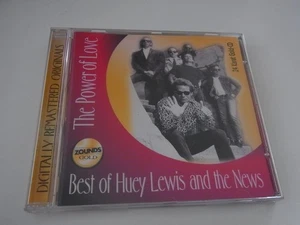 DIGITALLY REMASTERED ORIGINALS
The Power of Love
ZOUNDS
GOLD
Best of Huey Lewis and the News